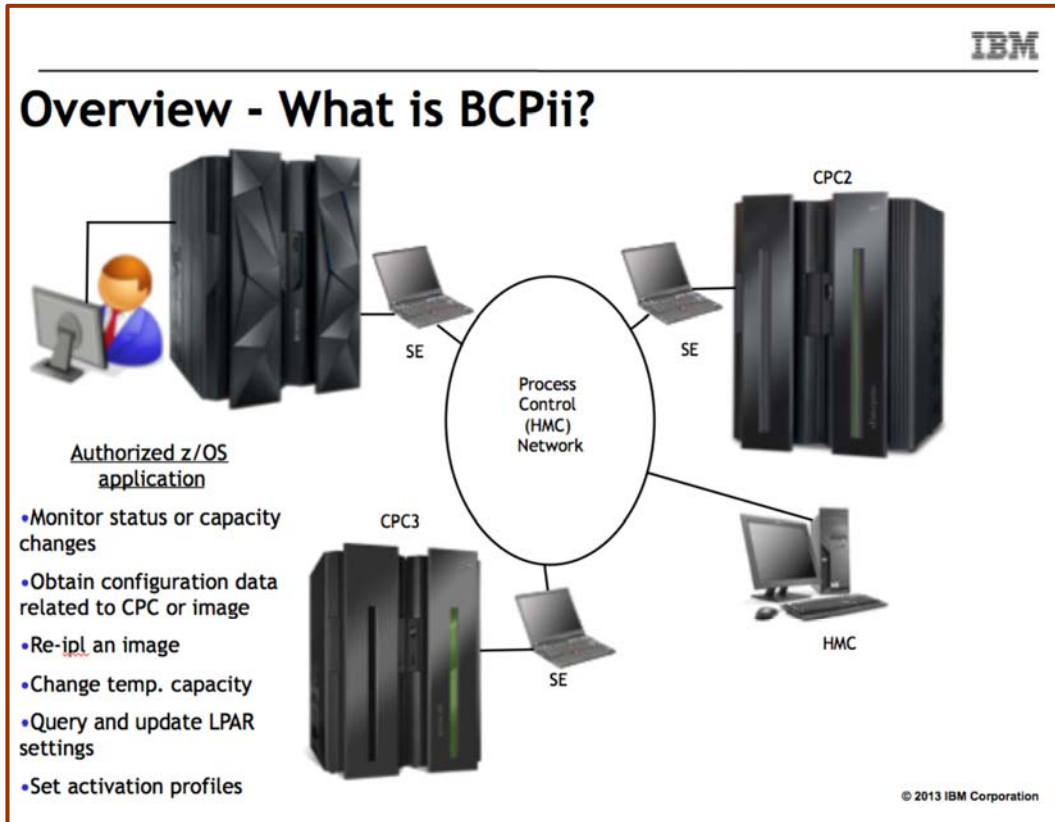 IBM
Overview - What is BCPii?
CPC2
SE
SE
Process
Control
(HMC)
Network
Authorized z/OS
application
•Monitor status or capacity
changes
•Obtain configuration data
related to CPC or image
•Re-ipl an image
•Change temp. capacity
•Query and update LPAR
settings
•Set activation profiles
CPC3
SE
HMC
© 2013 IBM Corporation